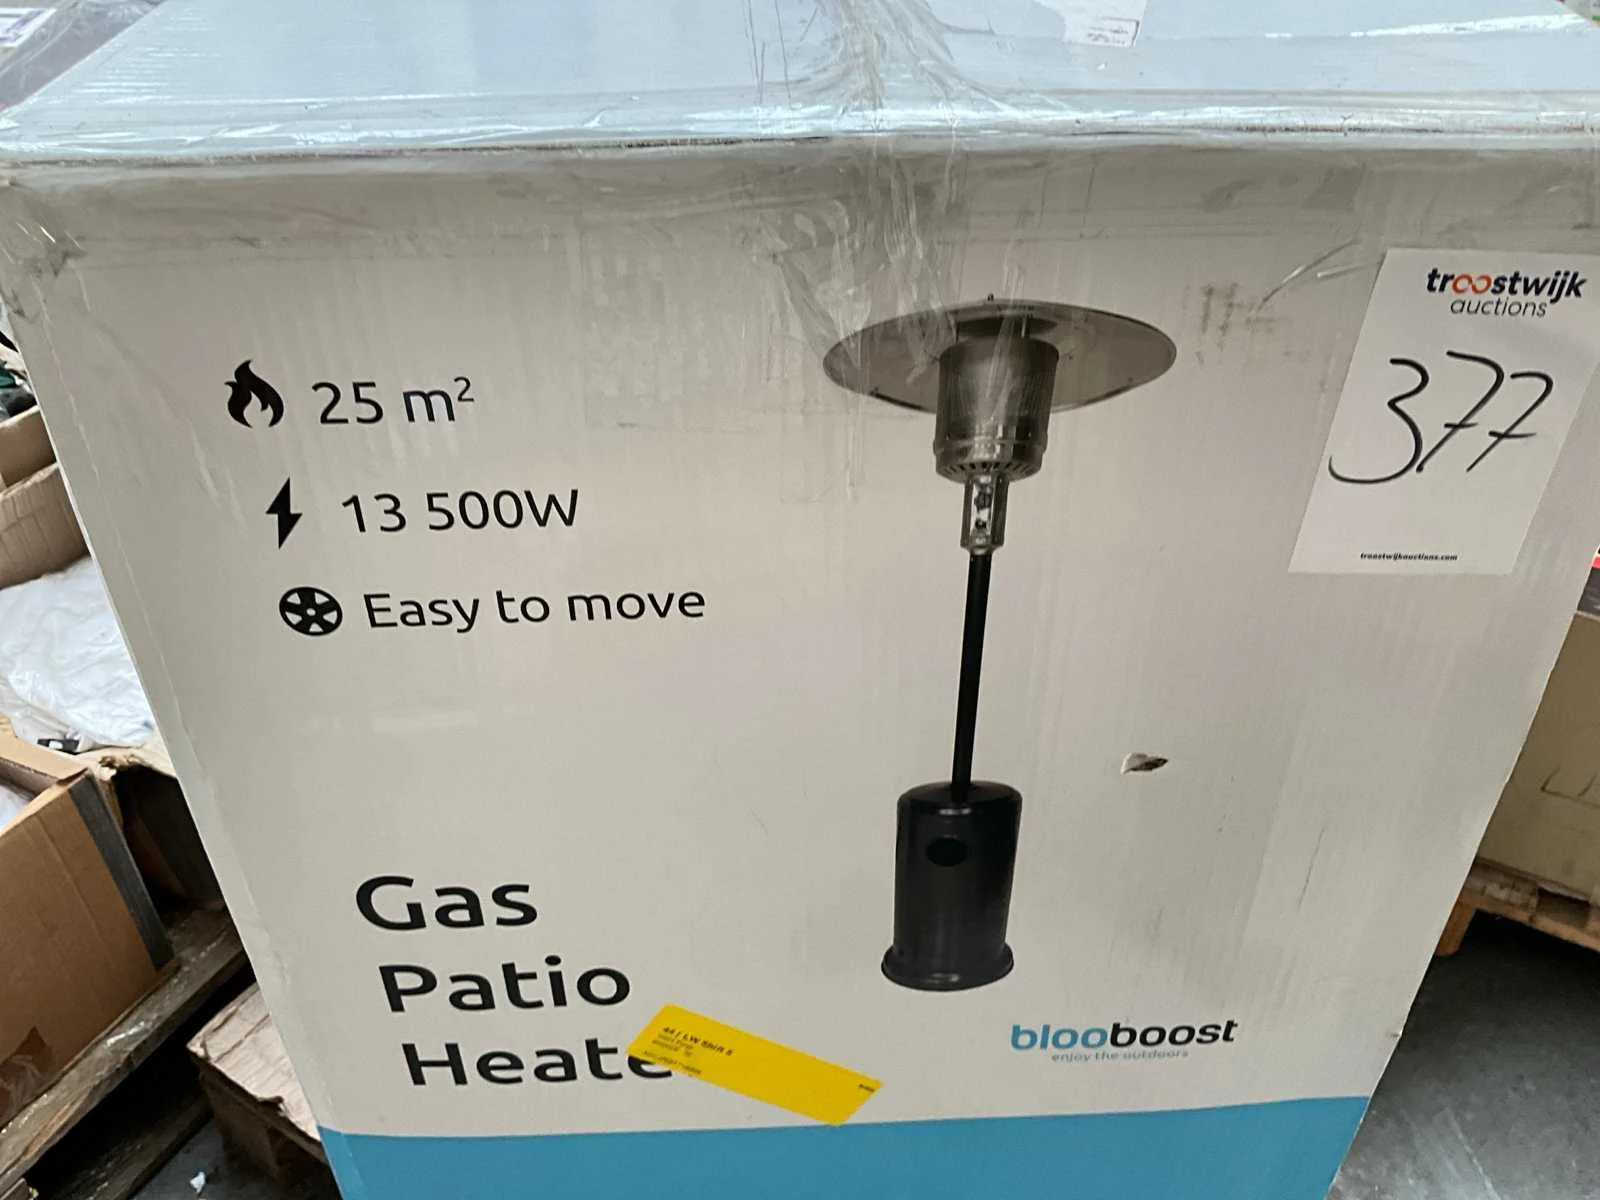 troostwijk
auctions
377
troostwijkauctions.com
25 m²
13 500W
Easy to move
Gas
Patio
Heate
blooboost
enjoy the outdoors